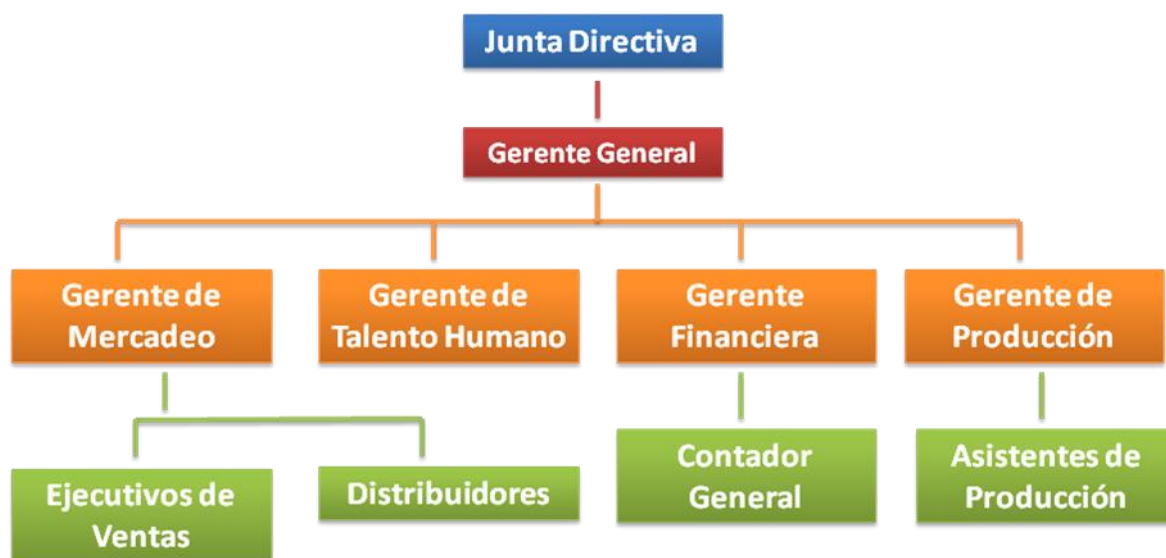 Junta Directiva
Gerente General
Gerente de
Mercadeo
Gerente de
Talento Humano
Gerente
Financiera
Gerente de
Producción
Ejecutivos de
Ventas
Distribuidores
Contador
General
Asistentes de
Producción